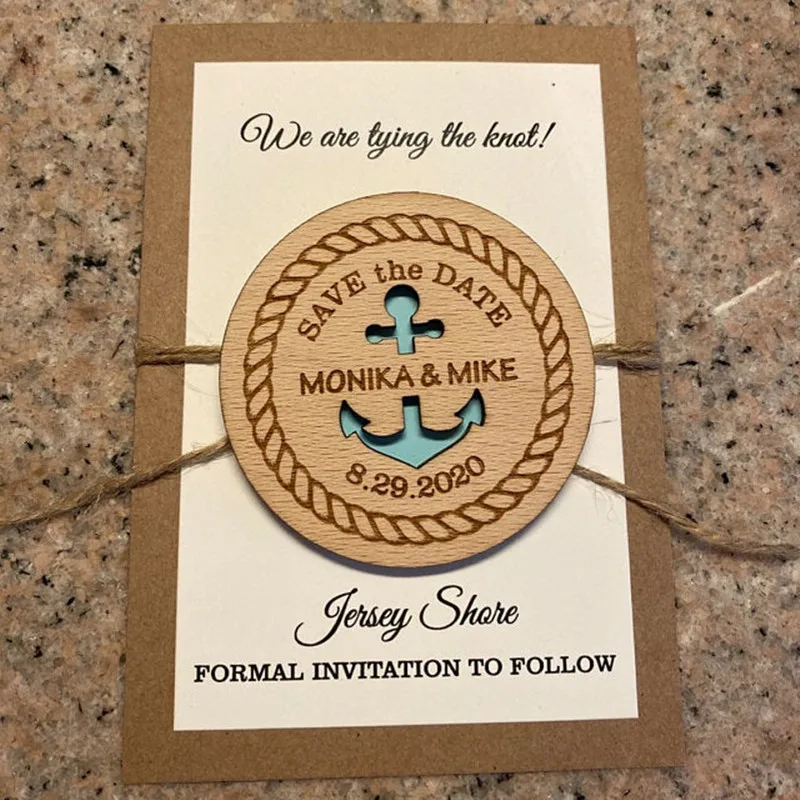 We are tying the knot!
SAVE the DATE
MONIKA & MIKE
8.29.2020
Jersey Shore
FORMAL INVITATION TO FOLLOW